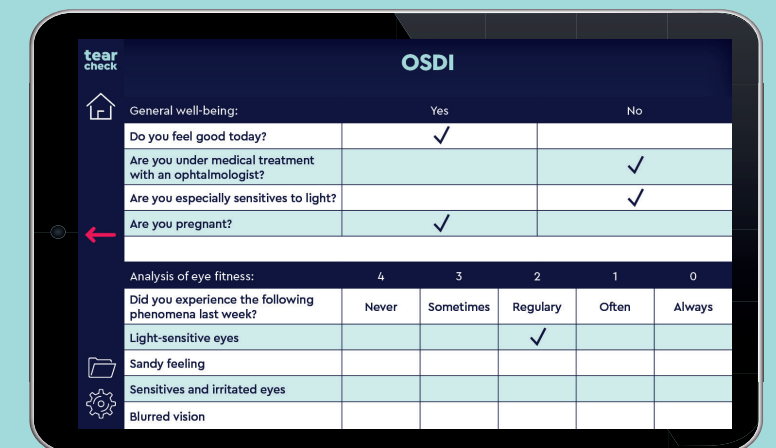 tear
check
OSDI
General well-being: Yes No
Do you feel good today?
Are you under medical treatment
with an ophtalmologist?
Are you especially sensitives to light?
Are you pregnant?
Analysis of eye fitness: 4 3 2 1 0
Did you experience the following
phenomena last week?
Never Sometimes Regulary Often Always
Light-sensitive eyes
Sandy feeling
Sensitives and irritated eyes
Blurred vision